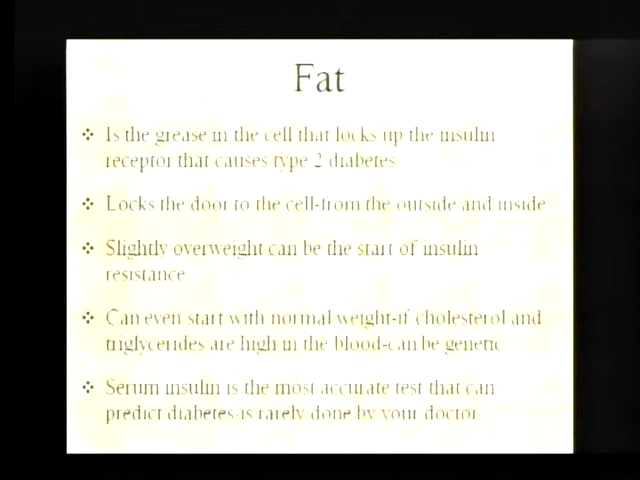 Fat
❖ Is the grease in the cell that locks up the insulin
receptor that causes type 2 diabetes
❖ Locks the door to the cell-from the outside and inside
❖ Slightly overweight can be the start of insulin
resistance
❖ Can even start with normal weight-if cholesterol and
triglycerides are high in the blood-can be genetic
❖ Serum insulin is the most accurate test that can
predict diabetes-is rarely done by your doctor